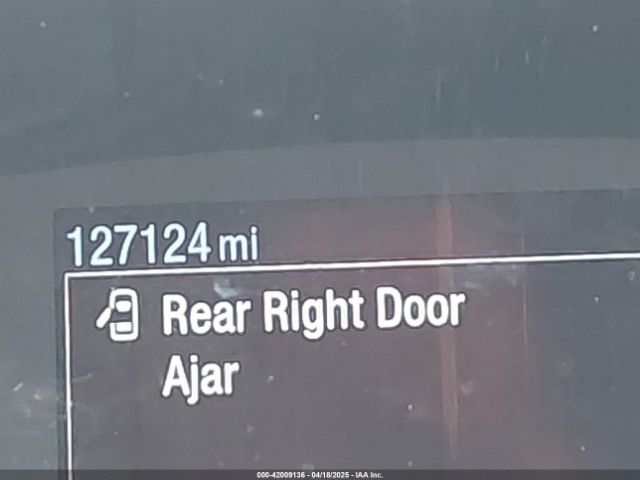 127124 mi
Rear Right Door
Ajar
000-42009136 - 04/18/2025 - IAA Inc.